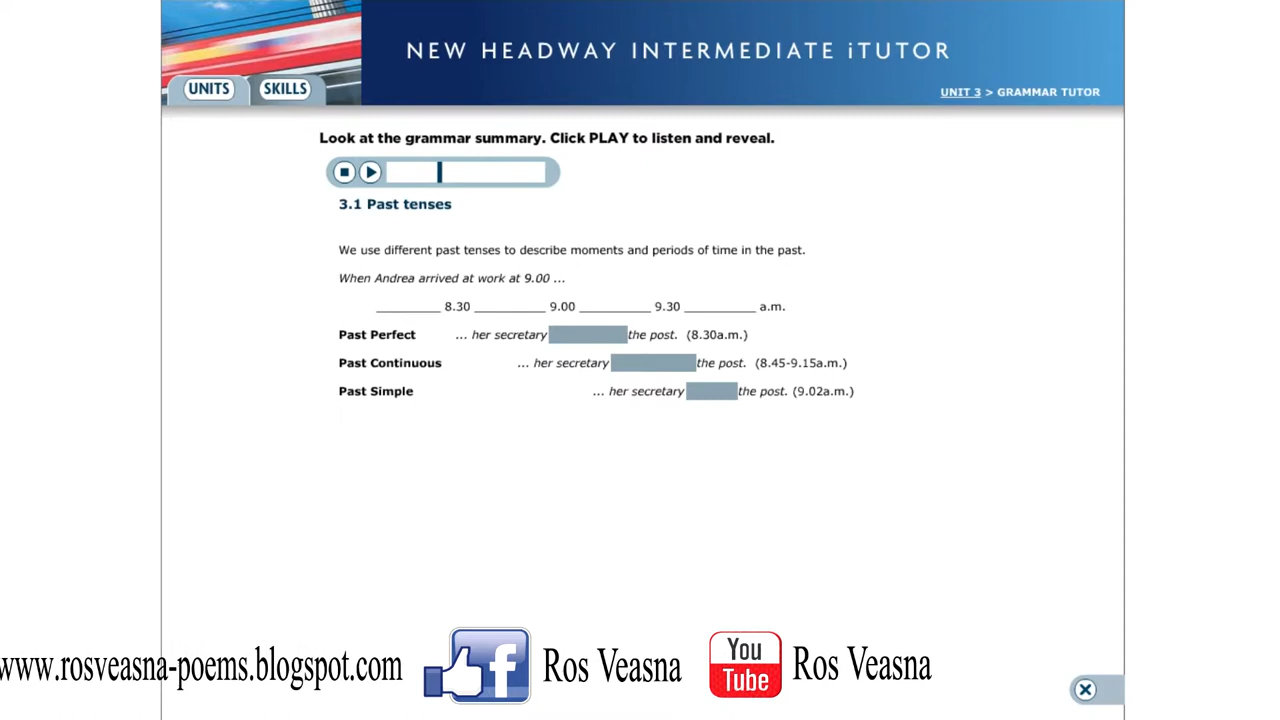 NEW HEADWAY INTERMEDIATE iTUTOR
UNITS SKILLS
UNIT 3 > GRAMMAR TUTOR
Look at the grammar summary. Click PLAY to listen and reveal.
3.1 Past tenses
We use different past tenses to describe moments and periods of time in the past.
When Andrea arrived at work at 9.00 ...
_________ 8.30 __________ 9.00 __________ 9.30 __________ a.m.
Past Perfect ... her secretary the post. (8.30a.m.)
Past Continuous ... her secretary the post. (8.45-9.15a.m.)
Past Simple ... her secretary the post. (9.02a.m.)
www.rosveasna-poems.blogspot.com f Ros Veasna You Tube Ros Veasna